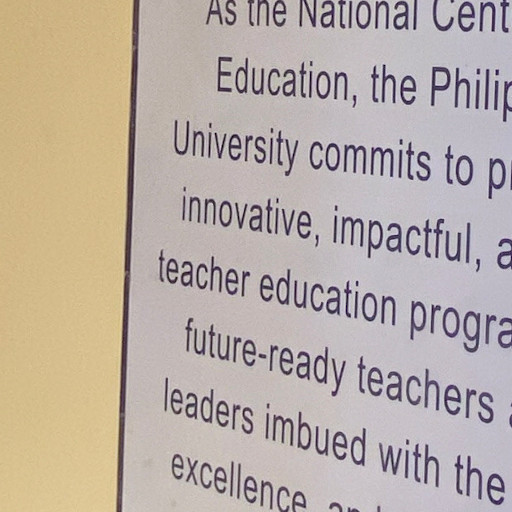 As the National Cent
Education, the Philip
University commits to p
innovative, impactful, a
teacher education progra
future-ready teachers
leaders imbued with the
excellence, an